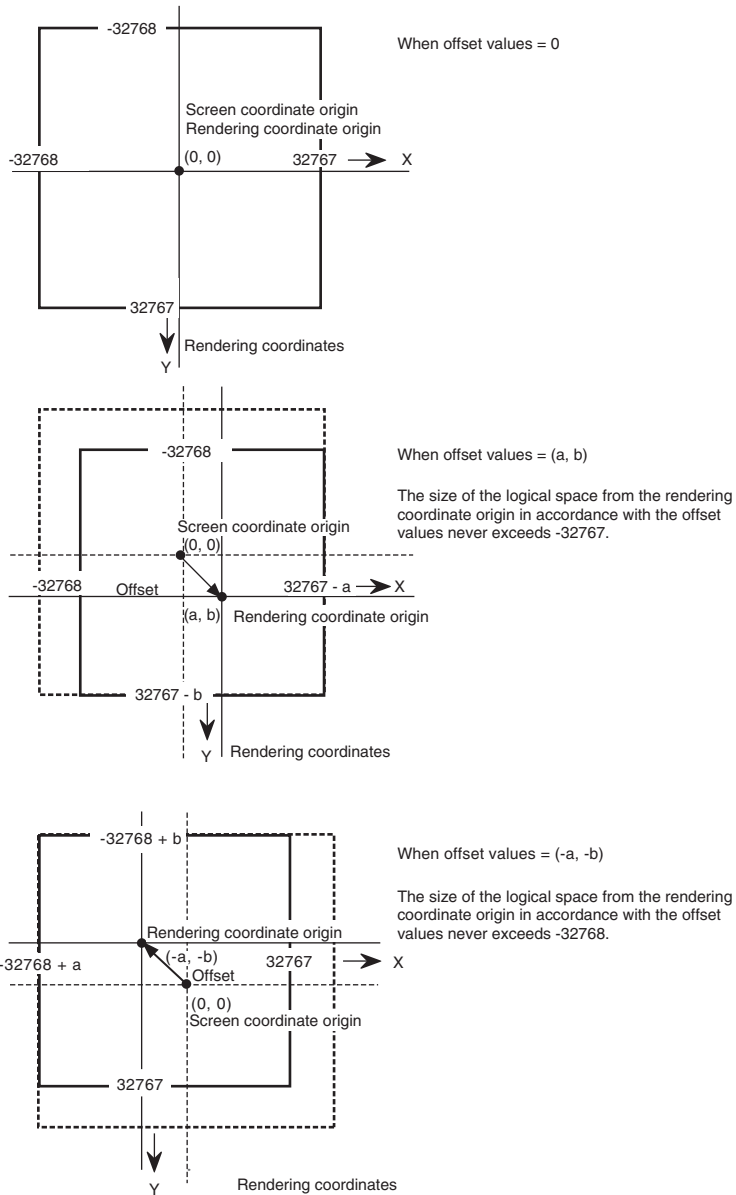 -32768
When offset values = 0
Screen coordinate origin
Rendering coordinate origin
-32768
(0, 0)
32767
X
32767
Rendering coordinates
Y
-32768
When offset values = (a, b)
The size of the logical space from the rendering
coordinate origin in accordance with the offset
values never exceeds -32767.
Screen coordinate origin
(0, 0)
-32768
Offset
32767 - a
X
(a, b)
Rendering coordinate origin
32767 - b
Y
Rendering coordinates
-32768 + b
When offset values = (-a, -b)
The size of the logical space from the rendering
coordinate origin in accordance with the offset
values never exceeds -32768.
Rendering coordinate origin
(-a, -b)
32767
X
-32768 + a
Offset
(0, 0)
Screen coordinate origin
32767
Y
Rendering coordinates